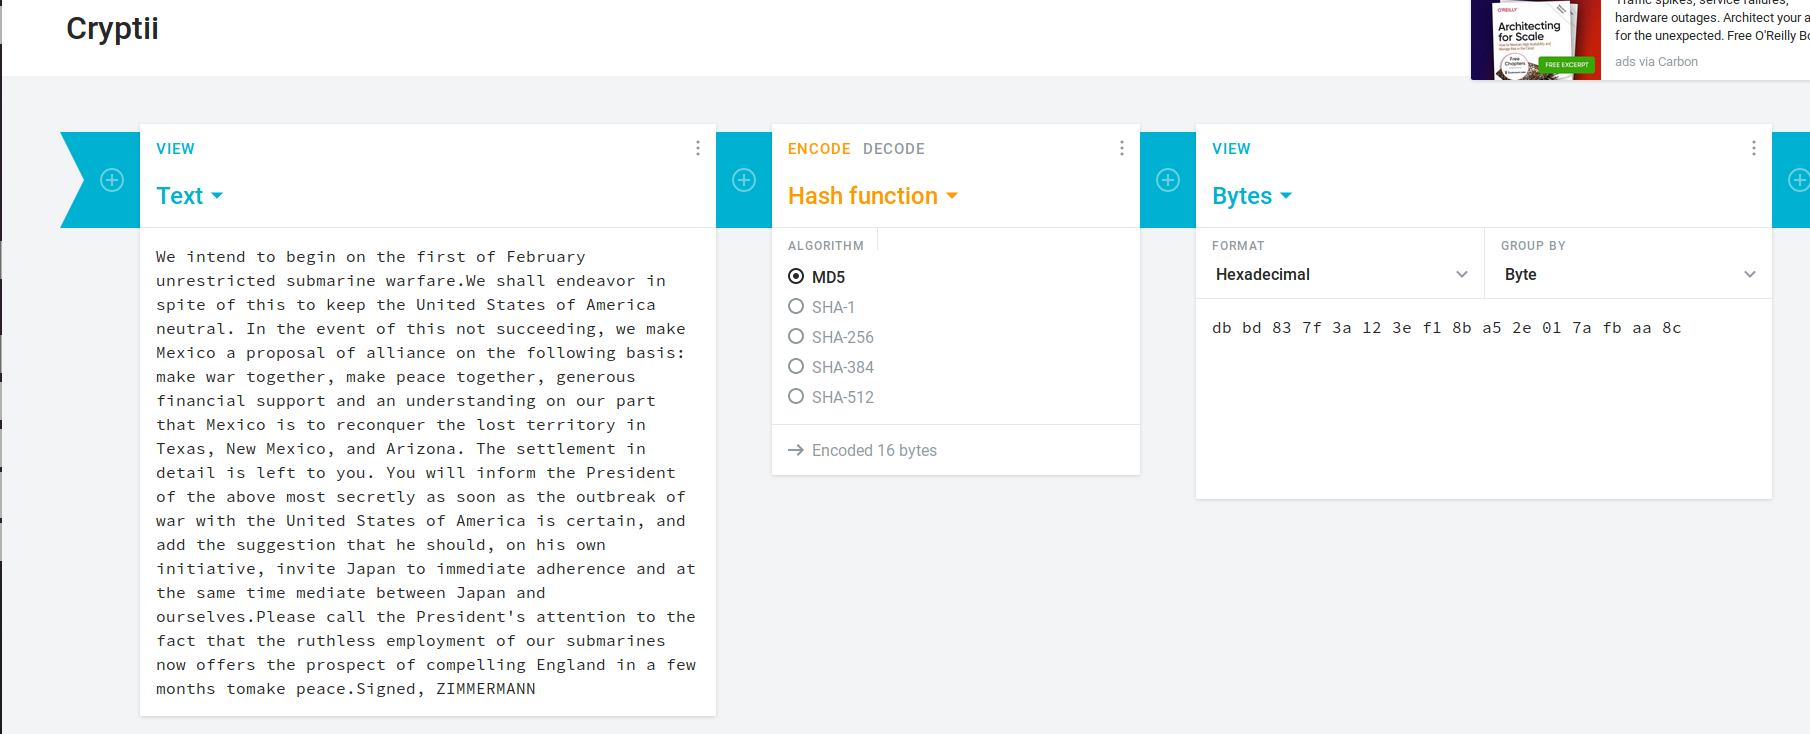 Cryptii
Traffic spikes, service failures,
hardware outages. Architect your a
for the unexpected. Free O'Reilly Bo
ads via Carbon
O'REILLY
Architecting
for Scale
Free
Chapters
FREE EXCERPT
VIEW
Text
We intend to begin on the first of February
unrestricted submarine warfare.We shall endeavor in
spite of this to keep the United States of America
neutral. In the event of this not succeeding, we make
Mexico a proposal of alliance on the following basis:
make war together, make peace together, generous
financial support and an understanding on our part
that Mexico is to reconquer the lost territory in
Texas, New Mexico, and Arizona. The settlement in
detail is left to you. You will inform the President
of the above most secretly as soon as the outbreak of
war with the United States of America is certain, and
add the suggestion that he should, on his own
initiative, invite Japan to immediate adherence and at
the same time mediate between Japan and
ourselves.Please call the President's attention to the
fact that the ruthless employment of our submarines
now offers the prospect of compelling England in a few
months tomake peace.Signed, ZIMMERMANN
ENCODE DECODE
Hash function
ALGORITHM
MD5
SHA-1
SHA-256
SHA-384
SHA-512
→ Encoded 16 bytes
VIEW
Bytes
FORMAT
Hexadecimal
GROUP BY
Byte
db bd 83 7f 3a 12 3e f1 8b a5 2e 01 7a fb aa 8c